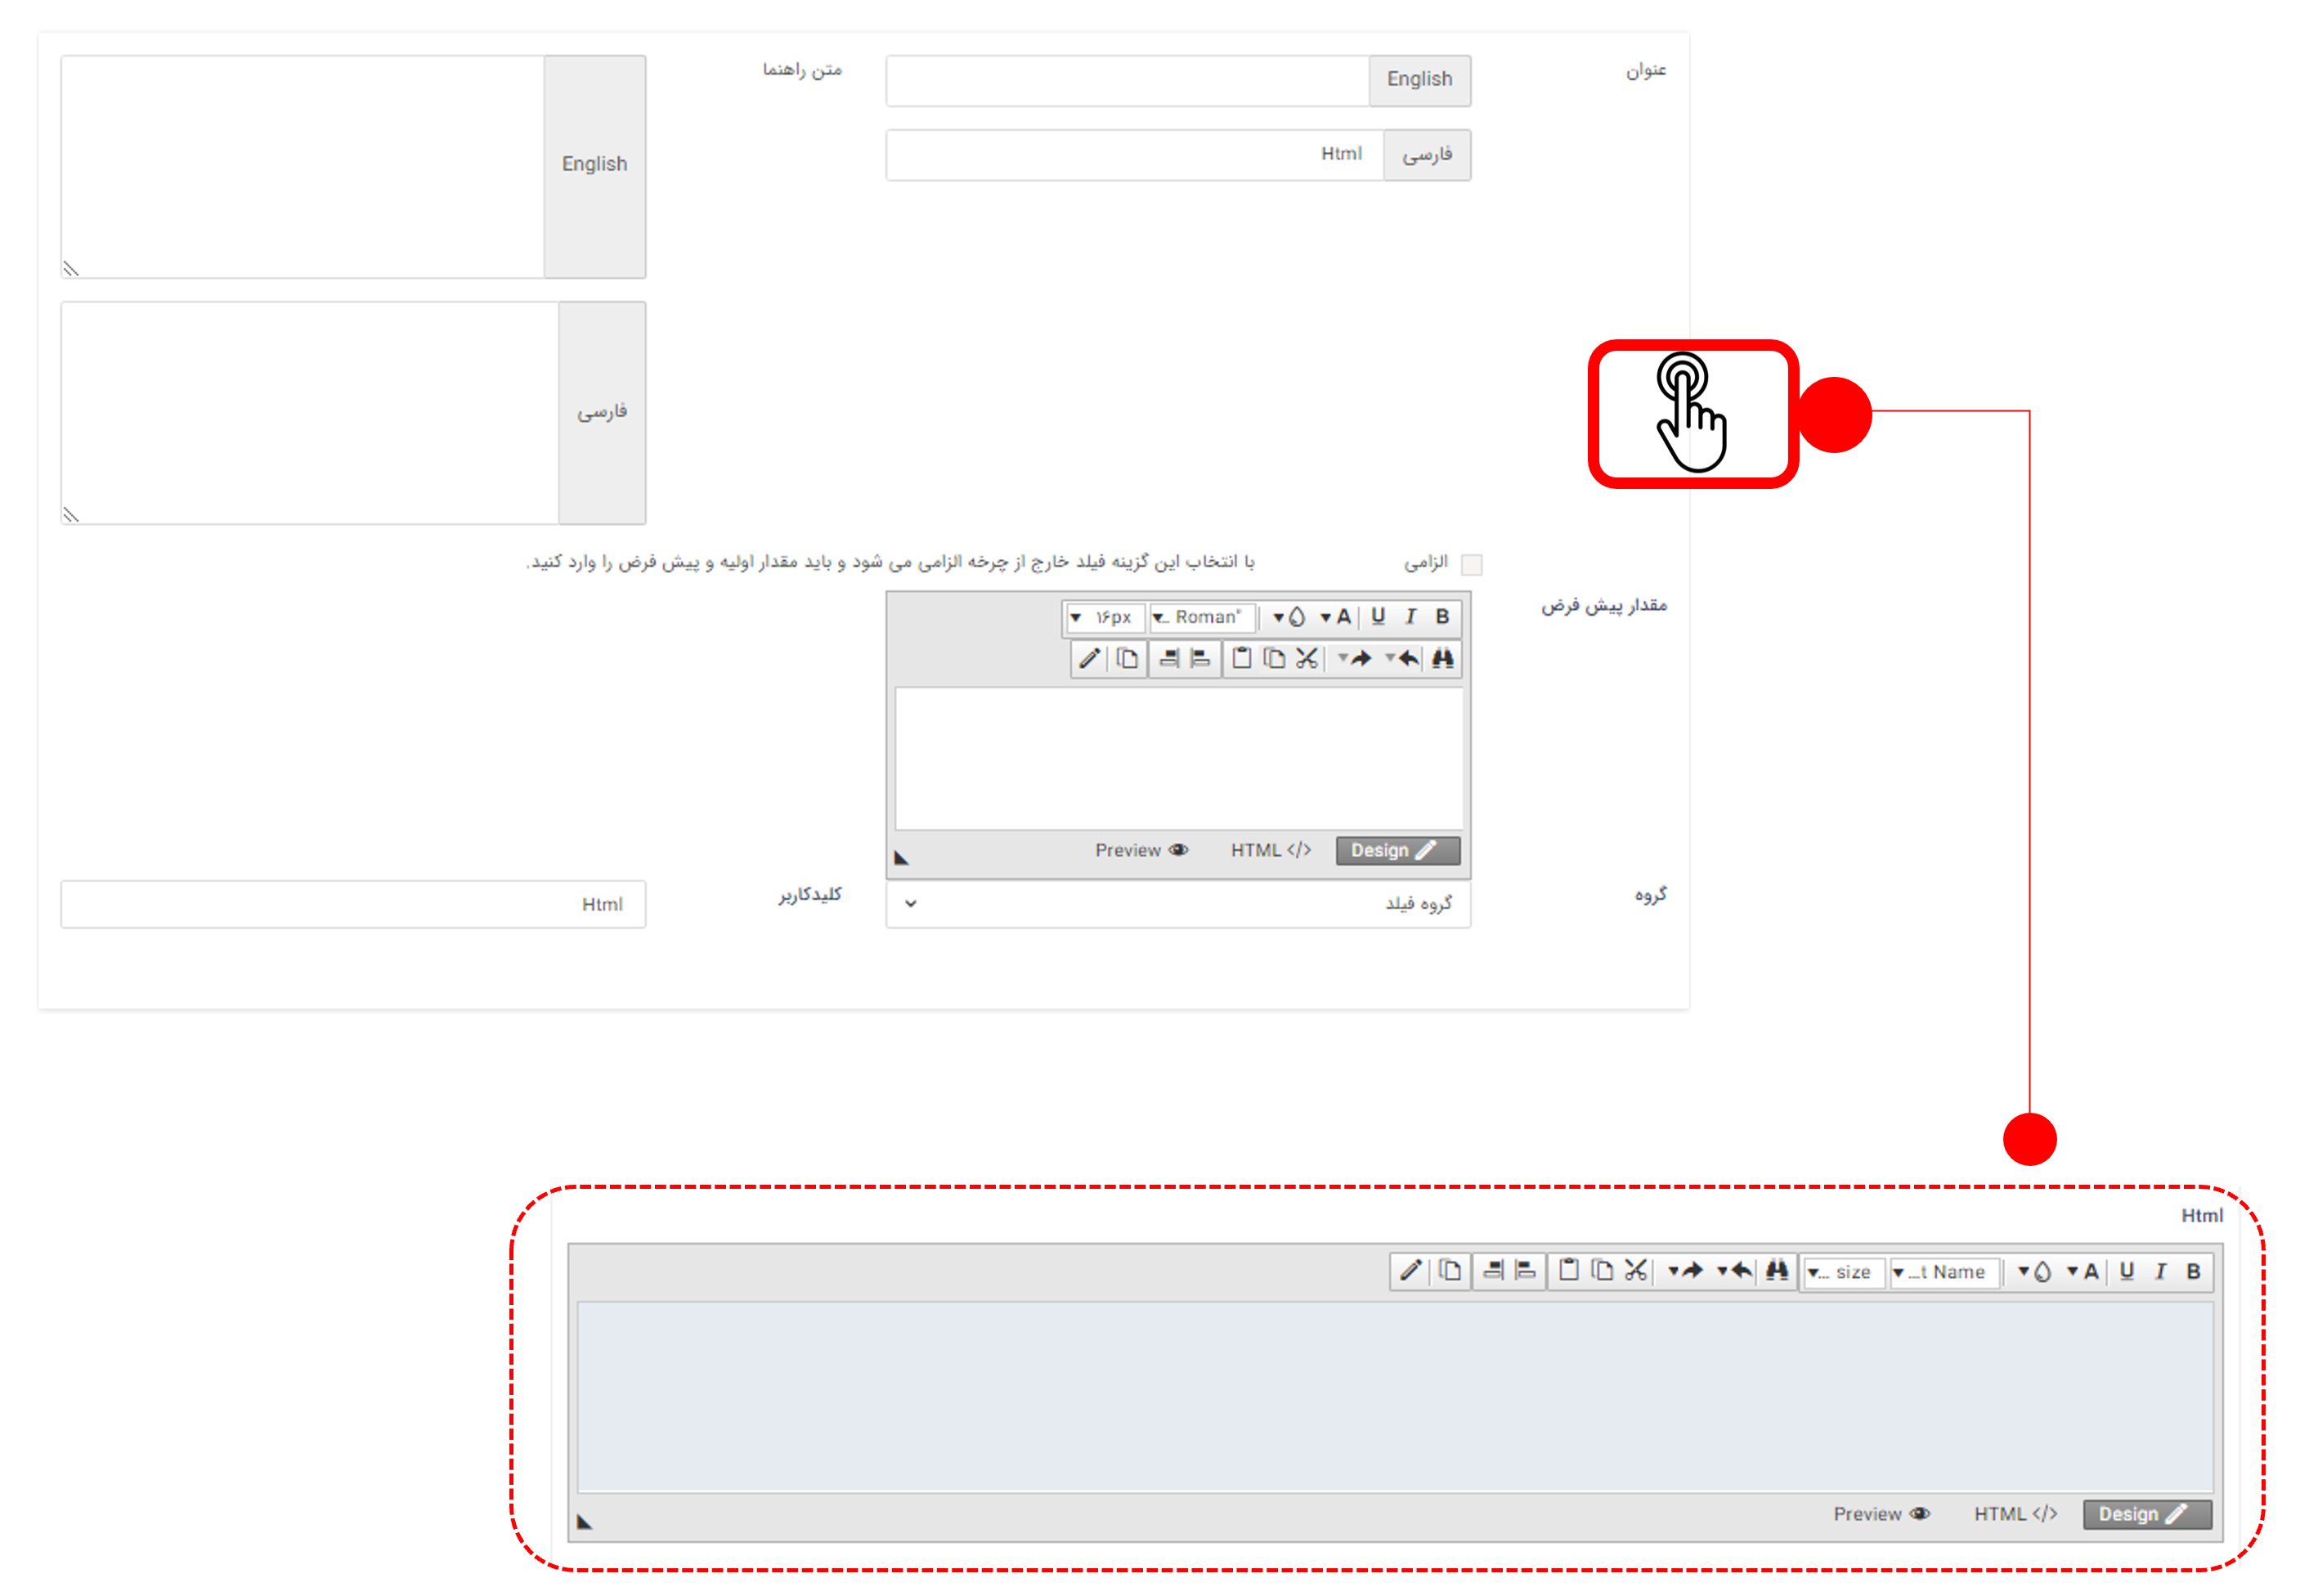 عنوان
English
متن راهنما
English
فارسی
Html
فارسی
الزامی
با انتخاب این گزینه فیلد خارج از چرخه الزامی می شود و باید مقدار اولیه و پیش فرض را وارد کنید.
مقدار پیش فرض
B I U A Roman" ... ۱۶px
Design HTML </> Preview
گروه
گروه فیلد
کلیدکاربر
Html
Html
B I U A ...t Name ... size
Design HTML </> Preview